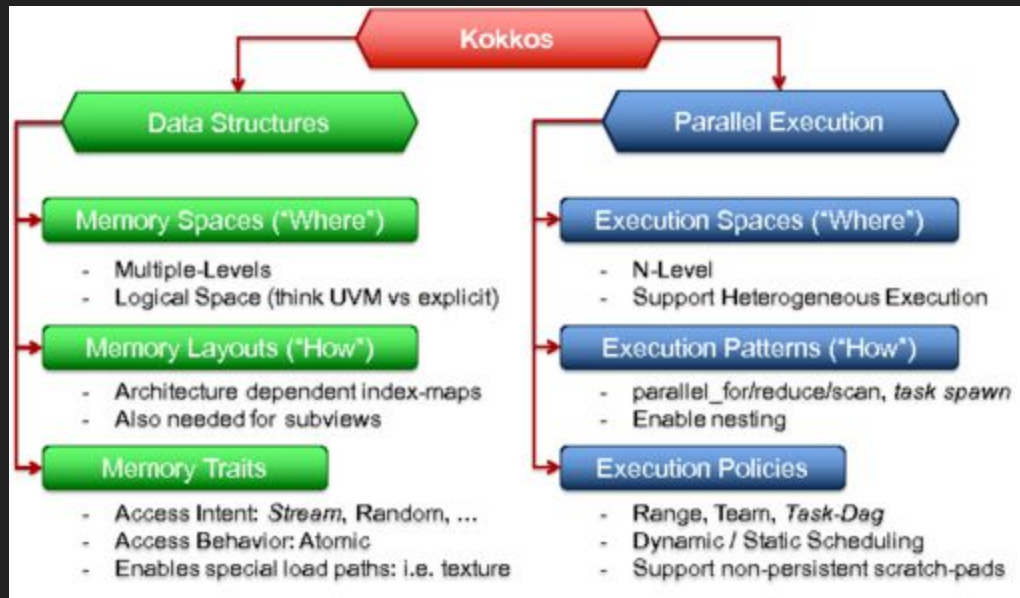 Kokkos
Data Structures
Memory Spaces (“Where”)
- Multiple-Levels
- Logical Space (think UVM vs explicit)
Memory Layouts (“How”)
- Architecture dependent index-maps
- Also needed for subviews
Memory Traits
- Access Intent: Stream, Random, ...
- Access Behavior: Atomic
- Enables special load paths: i.e. texture
Parallel Execution
Execution Spaces (“Where”)
- N-Level
- Support Heterogeneous Execution
Execution Patterns (“How”)
- parallel_for/reduce/scan, task spawn
- Enable nesting
Execution Policies
- Range, Team, Task-Dag
- Dynamic / Static Scheduling
- Support non-persistent scratch-pads